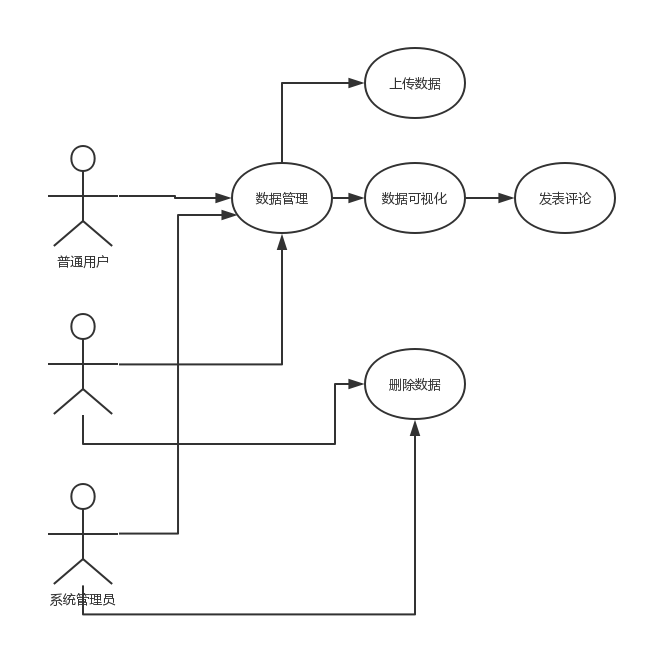 上传数据
数据管理
数据可视化
发表评论
普通用户
删除数据
系统管理员